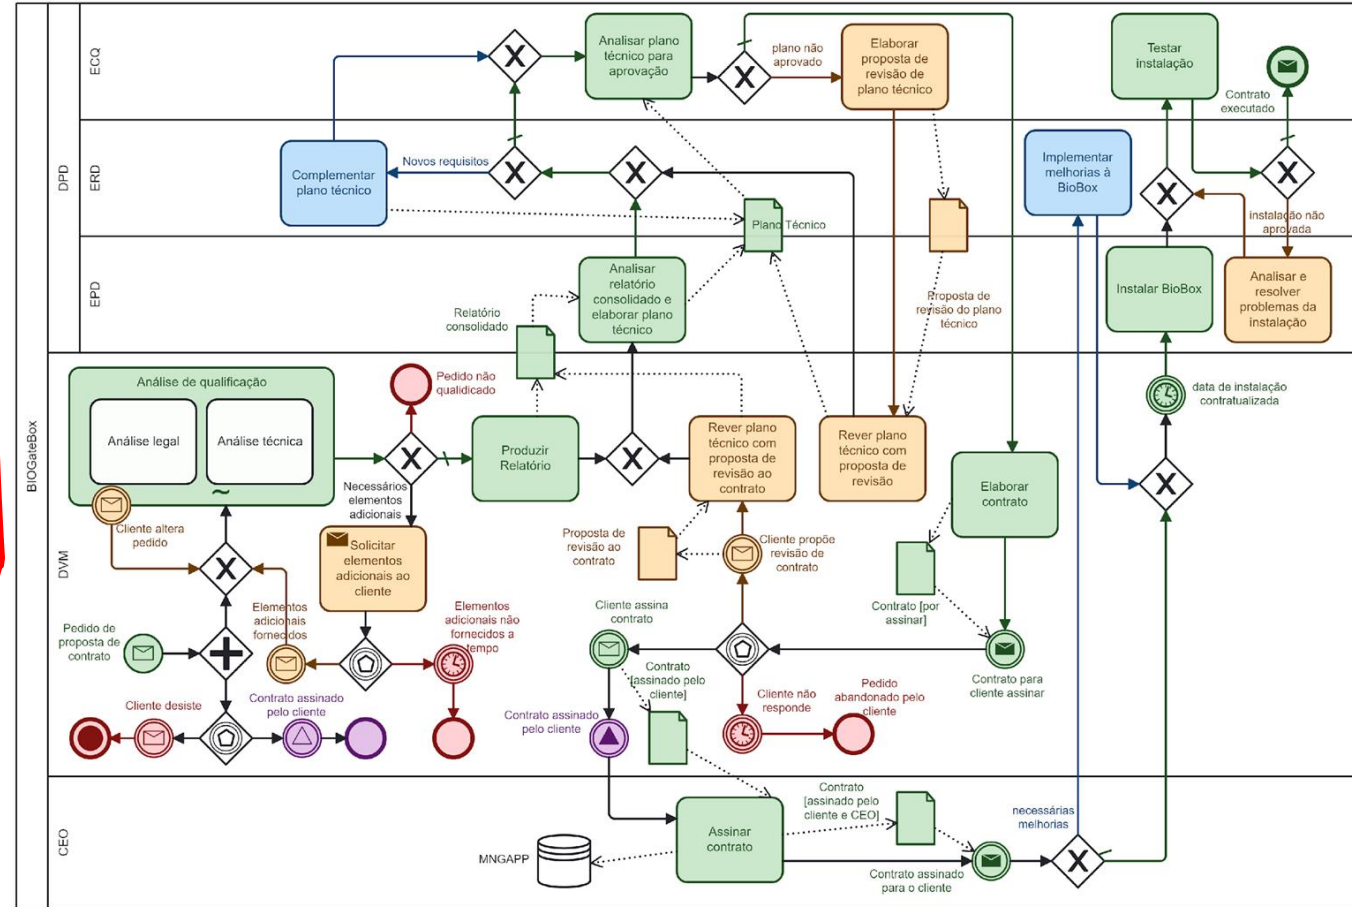 BIOGateBox
DPD
ECQ
ERD
EPD
DVM
CEO
Analisar plano
técnico para
aprovação
plano não
aprovado
Elaborar
proposta de
revisão de
plano técnico
Testar
instalação
Contrato
executado
Complementar
plano técnico
Novos requisitos
Plano Técnico
Implementar
melhorias à
BioBox
instalação não
aprovada
Analisar
relatório
consolidado e
elaborar plano
técnico
Relatório
consolidado
Proposta de
revisão do plano
técnico
Instalar BioBox
Analisar e
resolver
problemas da
instalação
Análise de qualificação
Análise legal
Análise técnica
Pedido não
qualidicado
Produzir
Relatório
Necessários
elementos
adicionais
Rever plano
técnico com
proposta de
revisão ao
contrato
Rever plano
técnico com
proposta de
revisão
data de instalação
contratualizada
Elaborar
contrato
Cliente altera
pedido
Solicitar
elementos
adicionais ao
cliente
Proposta de
revisão ao
contrato
Cliente propõe
revisão de
contrato
Contrato [por
assinar]
Pedido de
proposta de
contrato
Elementos
adicionais
fornecidos
Elementos
adicionais não
fornecidos a
tempo
Cliente assina
contrato
Contrato
[assinado pelo
cliente]
Contrato para
cliente assinar
Cliente desiste
Contrato assinado
pelo cliente
Contrato assinado
pelo cliente
Cliente não
responde
Pedido
abandonado pelo
cliente
MNGAPP
Assinar
contrato
Contrato
[assinado pelo
cliente e CEO]
Contrato assinado
para o cliente
necessárias
melhorias